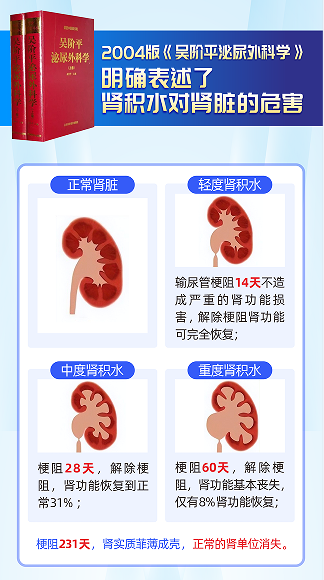 吴阶平
泌尿外科学
2004版《吴阶平泌尿外科学》
明确表述了
肾积水对肾脏的危害
正常肾脏
轻度肾积水
输尿管梗阻14天不造
成严重的肾功能损
害,解除梗阻肾功能
可完全恢复;
中度肾积水
重度肾积水
梗阻28天，解除梗
阻，肾功能恢复到正
常31%；
梗阻60天，解除梗
阻，肾功能基本丧失,
仅有8%肾功能恢复;
梗阻231天，肾实质菲薄成壳，正常的肾单位消失。